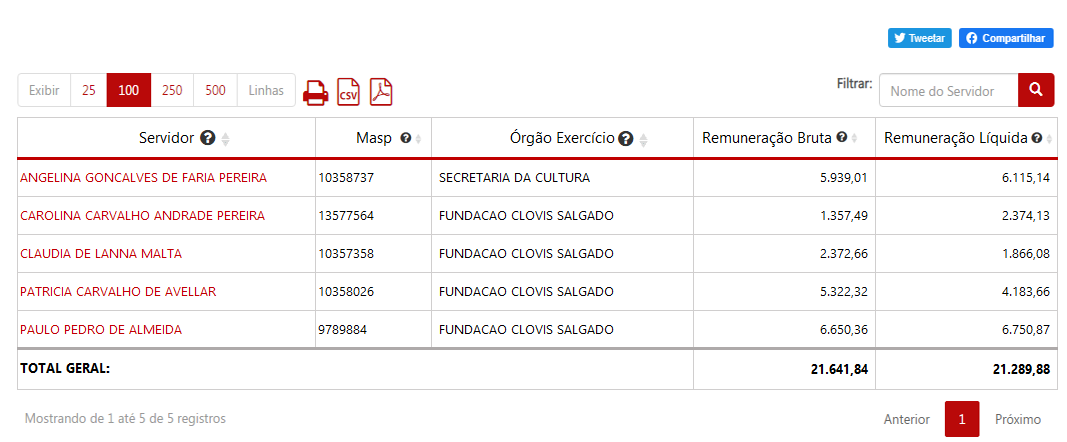 Tweetar Compartilhar
Exibir 25 100 250 500 Linhas CSV Filtrar: Nome do Servidor
Servidor ? Masp ? Órgão Exercício ? Remuneração Bruta ? Remuneração Líquida ?
ANGELINA GONCALVES DE FARIA PEREIRA 10358737 SECRETARIA DA CULTURA 5.939,01 6.115,14
CAROLINA CARVALHO ANDRADE PEREIRA 13577564 FUNDACAO CLOVIS SALGADO 1.357,49 2.374,13
CLAUDIA DE LANNA MALTA 10357358 FUNDACAO CLOVIS SALGADO 2.372,66 1.866,08
PATRICIA CARVALHO DE AVELLAR 10358026 FUNDACAO CLOVIS SALGADO 5.322,32 4.183,66
PAULO PEDRO DE ALMEIDA 9789884 FUNDACAO CLOVIS SALGADO 6.650,36 6.750,87
TOTAL GERAL: 21.641,84 21.289,88
Mostrando de 1 até 5 de 5 registros Anterior 1 Próximo